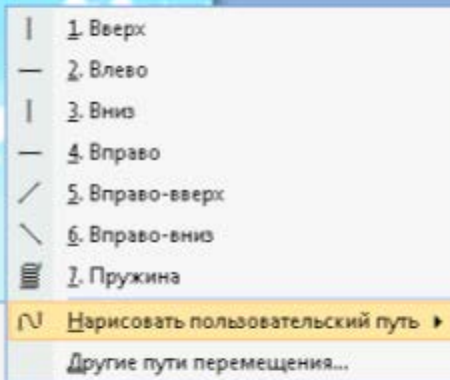 1. Вверх
2. Влево
3. Вниз
4. Вправо
5. Вправо-вверх
6. Вправо-вниз
7. Пружина
Нарисовать пользовательский путь
Другие пути перемещения...